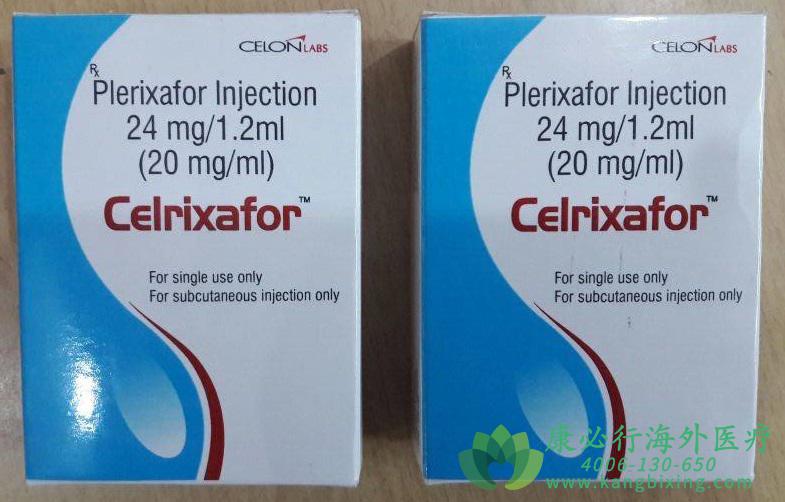 CELON LABS
Rx
Plerixafor Injection
24 mg/1.2ml
(20 mg/ml)
Celrixafor™
For single use only
For subcutaneous injection only
CELON LABS
Rx
Plerixafor Injection
24 mg/1.2ml
(20 mg/ml)
Celrixafor™
For single use only
For subcutaneous injection only
康必行海外医疗
4006-130-650
www.kangbixing.com